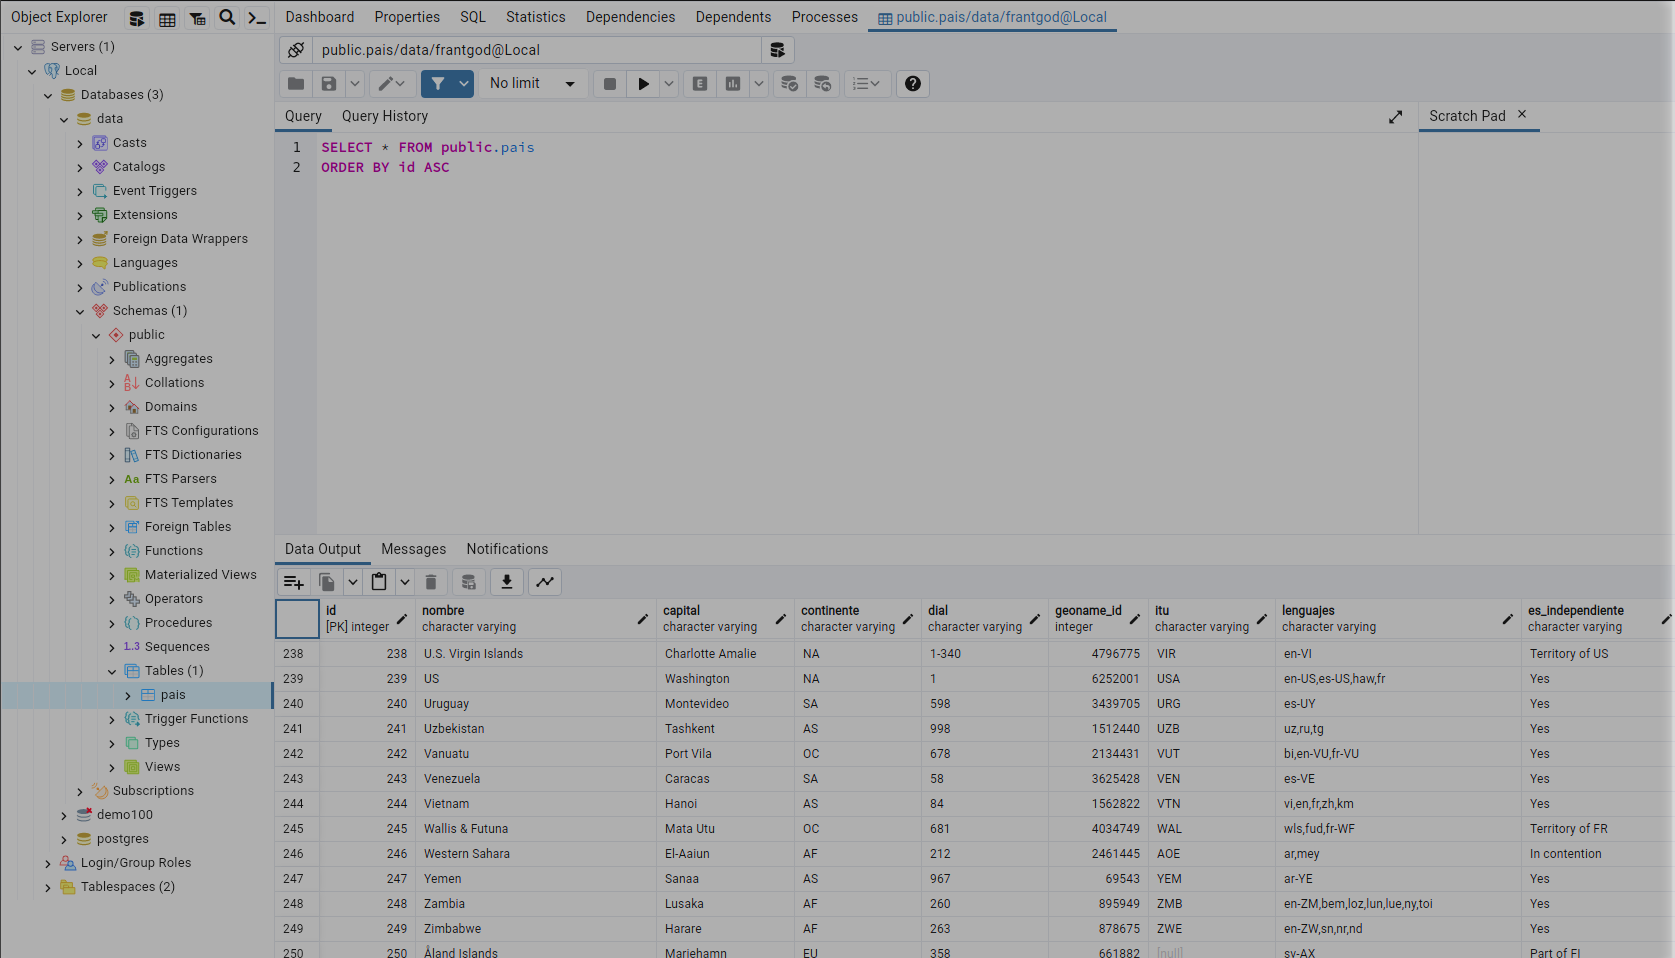 Object Explorer
Dashboard Properties SQL Statistics Dependencies Dependents Processes public.pais/data/frantgod@Local
Servers (1)
Local
Databases (3)
data
Casts
Catalogs
Event Triggers
Extensions
Foreign Data Wrappers
Languages
Publications
Schemas (1)
public
Aggregates
Collations
Domains
FTS Configurations
FTS Dictionaries
Aa FTS Parsers
FTS Templates
Foreign Tables
Functions
Materialized Views
Operators
Procedures
1..3 Sequences
Tables (1)
pais
Trigger Functions
Types
Views
Subscriptions
demo100
postgres
Login/Group Roles
Tablespaces (2)
public.pais/data/frantgod@Local
No limit E
Query Query History Scratch Pad
1 SELECT * FROM public.pais
2 ORDER BY id ASC
Data Output Messages Notifications
id nombre capital continente dial geoname_id itu lenguajes es_independiente
[PK] integer character varying character varying character varying character varying integer character varying character varying character varying
238 238 U.S. Virgin Islands Charlotte Amalie NA 1-340 4796775 VIR en-VI Territory of US
239 239 US Washington NA 1 6252001 USA en-US,es-US,haw,fr Yes
240 240 Uruguay Montevideo SA 598 3439705 URG es-UY Yes
241 241 Uzbekistan Tashkent AS 998 1512440 UZB uz,ru,tg Yes
242 242 Vanuatu Port Vila OC 678 2134431 VUT bi,en-VU,fr-VU Yes
243 243 Venezuela Caracas SA 58 3625428 VEN es-VE Yes
244 244 Vietnam Hanoi AS 84 1562822 VTN vi,en,fr,zh,km Yes
245 245 Wallis & Futuna Mata Utu OC 681 4034749 WAL wls,fud,fr-WF Territory of FR
246 246 Western Sahara El-Aaiun AF 212 2461445 AOE ar,mey In contention
247 247 Yemen Sanaa AS 967 69543 YEM ar-YE Yes
248 248 Zambia Lusaka AF 260 895949 ZMB en-ZM,bem,loz,lun,lue,ny,toi Yes
249 249 Zimbabwe Harare AF 263 878675 ZWE en-ZW,sn,nr,nd Yes
250 250 Åland Islands Mariehamn EU 358 661882 [null] sv-AX Part of FI